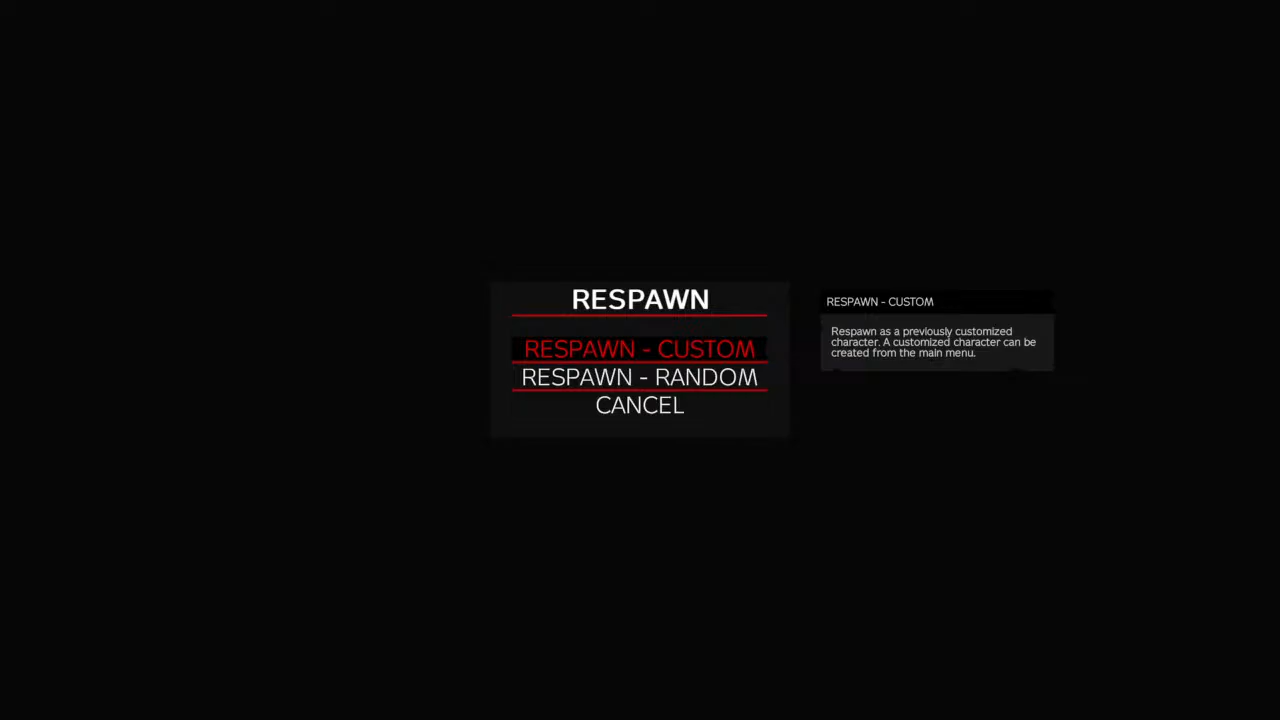 RESPAWN
RESPAWN - CUSTOM
RESPAWN - RANDOM
CANCEL
RESPAWN - CUSTOM
Respawn as a previously customized
character. A customized character can be
created from the main menu.